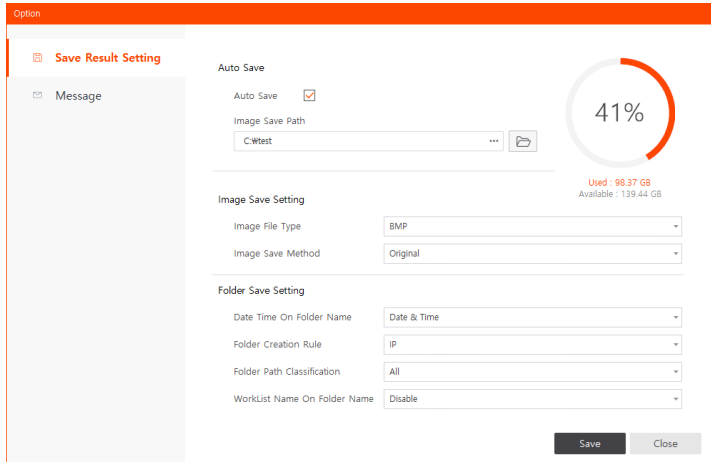 Option
Save Result Setting
Message
Auto Save
Auto Save
Image Save Path
C:₩test
...
41%
Used : 98.37 GB
Available : 139.44 GB
Image Save Setting
Image File Type BMP
Image Save Method Original
Folder Save Setting
Date Time On Folder Name Date & Time
Folder Creation Rule IP
Folder Path Classification All
WorkList Name On Folder Name Disable
Save Close